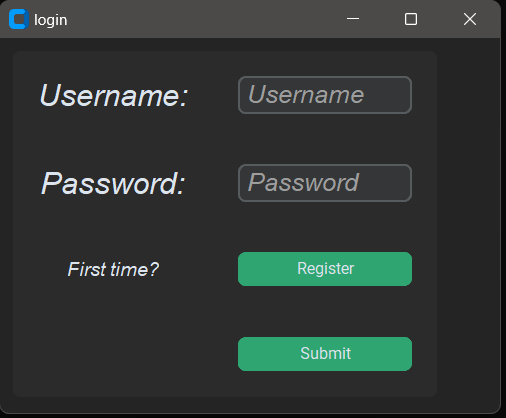 login
Username: Username
Password: Password
First time? Register
Submit